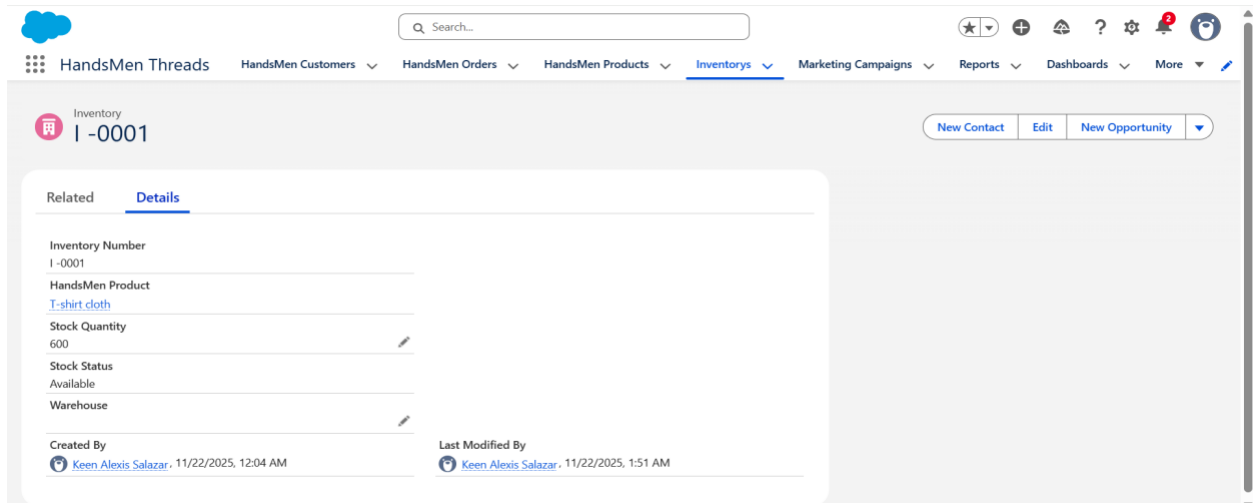 Search...
2
HandsMen Threads HandsMen Customers HandsMen Orders HandsMen Products Inventorys Marketing Campaigns Reports Dashboards More
Inventory
I -0001
New Contact Edit New Opportunity
Related Details
Inventory Number
I -0001
HandsMen Product
T-shirt cloth
Stock Quantity
600
Stock Status
Available
Warehouse
Created By Last Modified By
Keen Alexis Salazar, 11/22/2025, 12:04 AM Keen Alexis Salazar, 11/22/2025, 1:51 AM